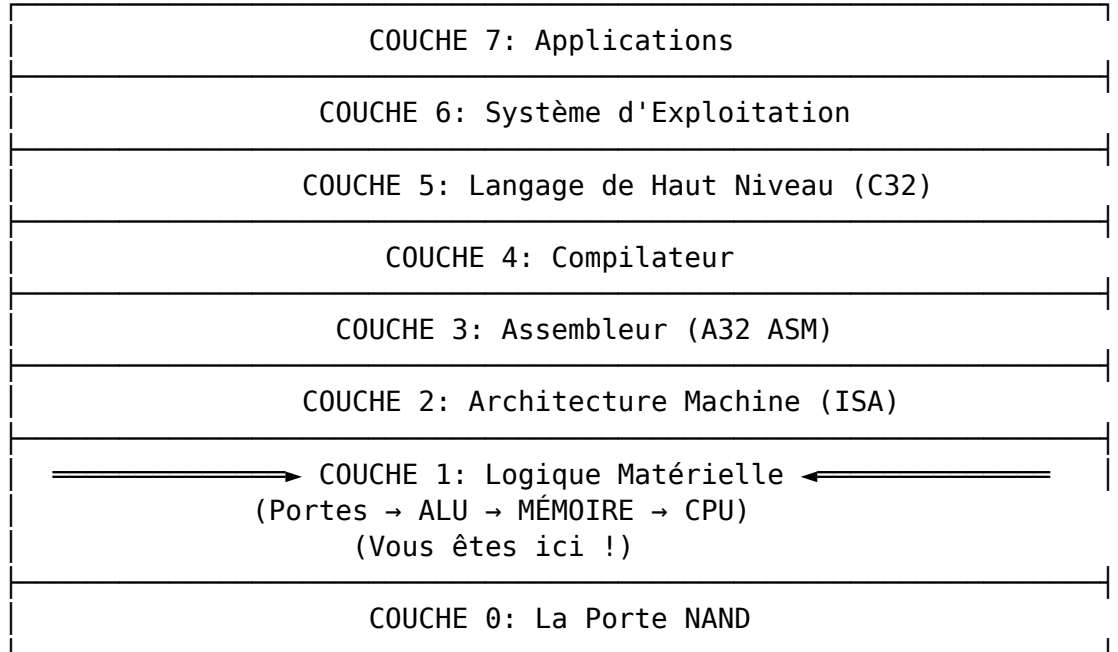 COUCHE 7: Applications
COUCHE 6: Système d'Exploitation
COUCHE 5: Langage de Haut Niveau (C32)
COUCHE 4: Compilateur
COUCHE 3: Assembleur (A32 ASM)
COUCHE 2: Architecture Machine (ISA)
COUCHE 1: Logique Matérielle
(Portes → ALU → MÉMOIRE → CPU)
(Vous êtes ici !)
COUCHE 0: La Porte NAND